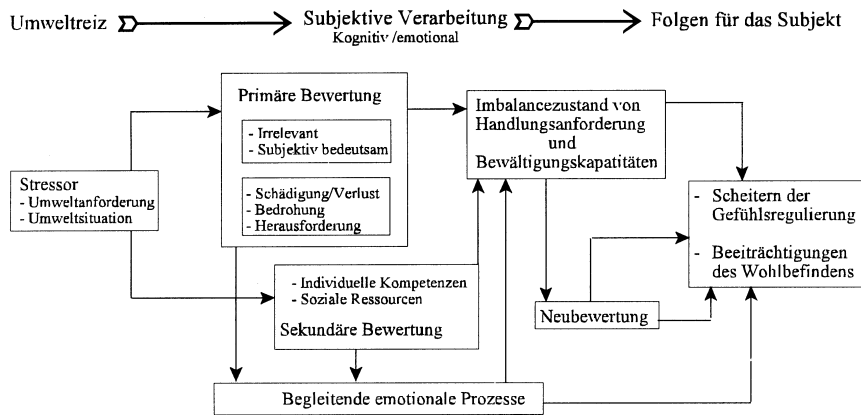 Umweltreiz
Subjektive Verarbeitung
Kognitiv /emotional
Folgen für das Subjekt
Stressor
- Umweltanforderung
- Umweltsituation
Primäre Bewertung
- Irrelevant
- Subjektiv bedeutsam
- Schädigung/Verlust
- Bedrohung
- Herausforderung
- Individuelle Kompetenzen
- Soziale Ressourcen
Sekundäre Bewertung
Begleitende emotionale Prozesse
Imbalancezustand von
Handlungsanforderung
und
Bewältigungskapatitäten
Neubewertung
- Scheitern der
Gefühlsregulierung
- Beeiträchtigungen
des Wohlbefindens